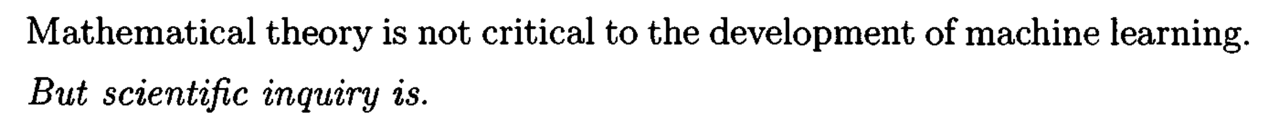 Mathematical theory is not critical to the development of machine learning.
But scientific inquiry is.